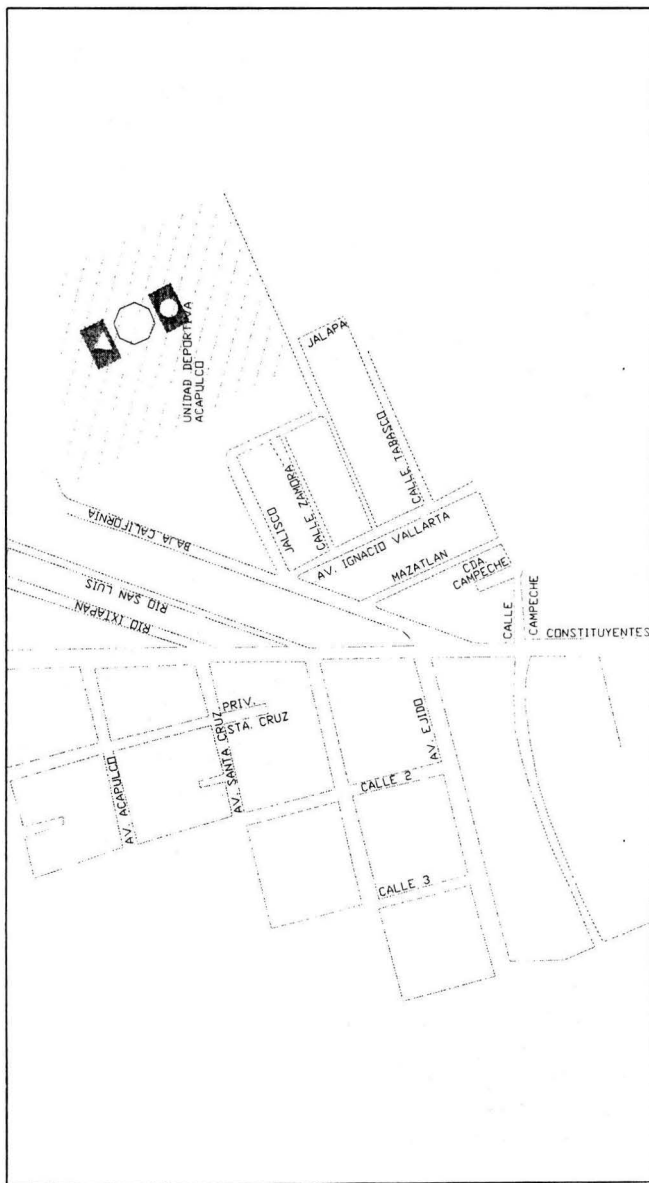 UNIDAD DEPORTIVA
ACAPULCO
JALAPA
BAJA CALIFORNIA
JALISCO
CALLE ZAMORA
CALLE TABASCO
RIO SAN LUIS
RIO IXTAPAN
AV. IGNACIO VALLARTA
MAZATLAN
CDA
CAMPECHE
CALLE
CAMPECHE
CONSTITUYENTES
PRIV.
STA. CRUZ
AV. SANTA CRUZ
AV. ACAPULCO
AV. EJIDO
CALLE 2
CALLE 3